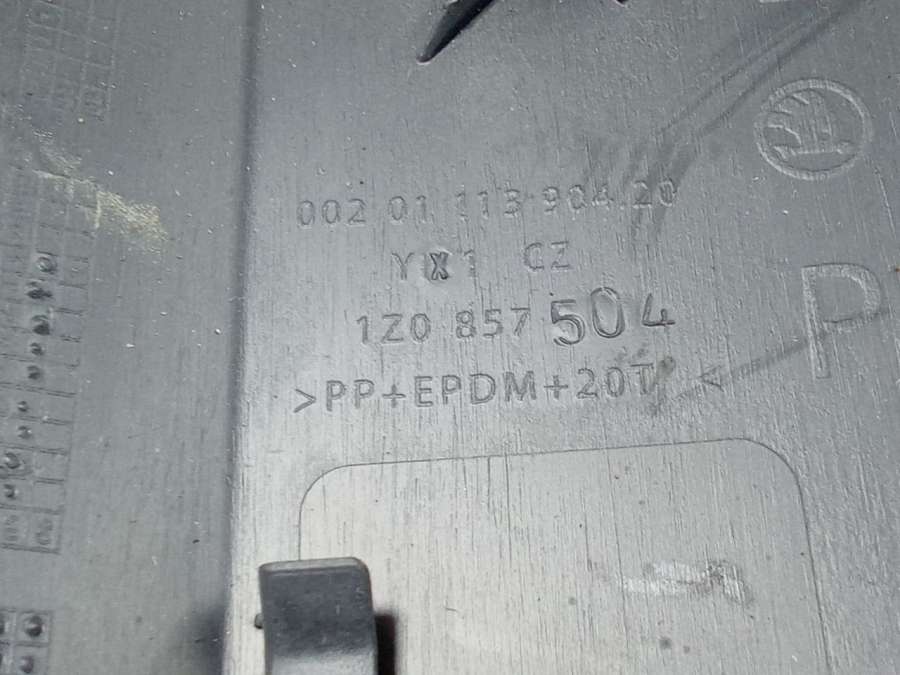 002 01 113 904 20
YX1 CZ
1Z0 857 504
>PP+EPDM+20T <
P